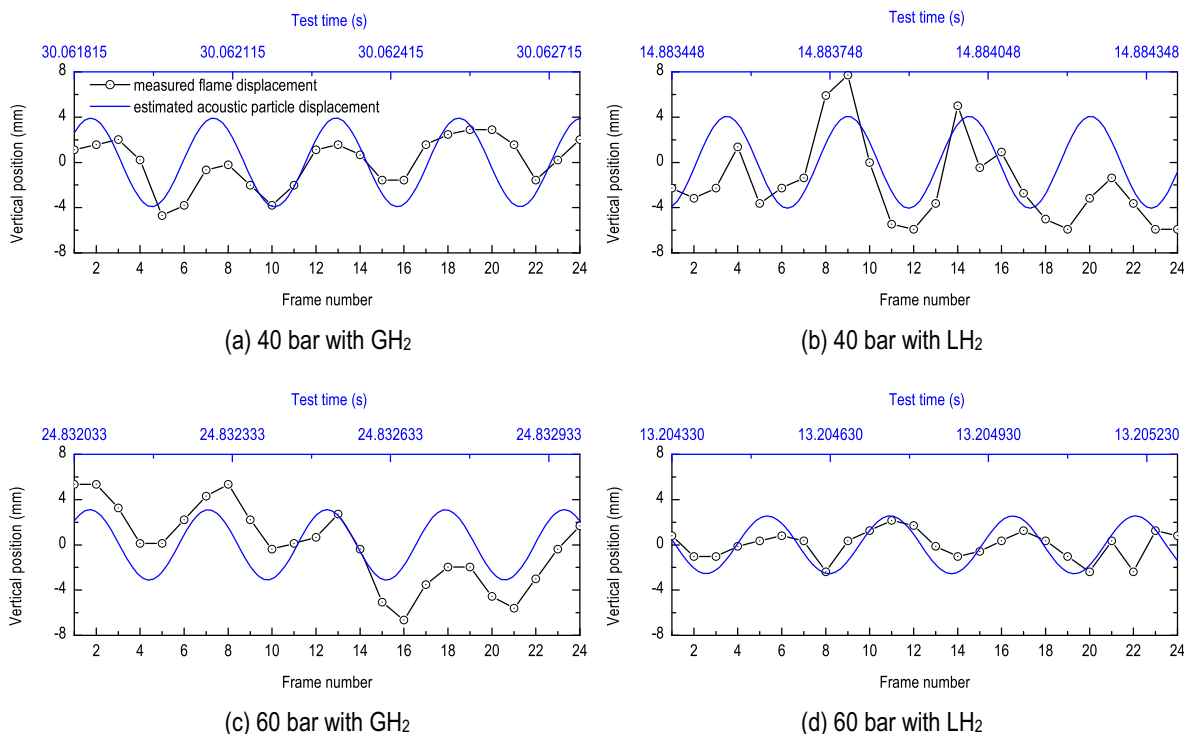 Test time (s)
30.061815 30.062115 30.062415 30.062715
8
4
0
-4
-8
Vertical position (mm)
measured flame displacement
estimated acoustic particle displacement
2 4 6 8 10 12 14 16 18 20 22 24
Frame number
(a) 40 bar with GH₂
Test time (s)
14.883448 14.883748 14.884048 14.884348
8
4
0
-4
-8
Vertical position (mm)
2 4 6 8 10 12 14 16 18 20 22 24
Frame number
(b) 40 bar with LH₂
Test time (s)
24.832033 24.832333 24.832633 24.832933
8
4
0
-4
-8
Vertical position (mm)
2 4 6 8 10 12 14 16 18 20 22 24
Frame number
(c) 60 bar with GH₂
Test time (s)
13.204330 13.204630 13.204930 13.205230
8
4
0
-4
-8
Vertical position (mm)
2 4 6 8 10 12 14 16 18 20 22 24
Frame number
(d) 60 bar with LH₂